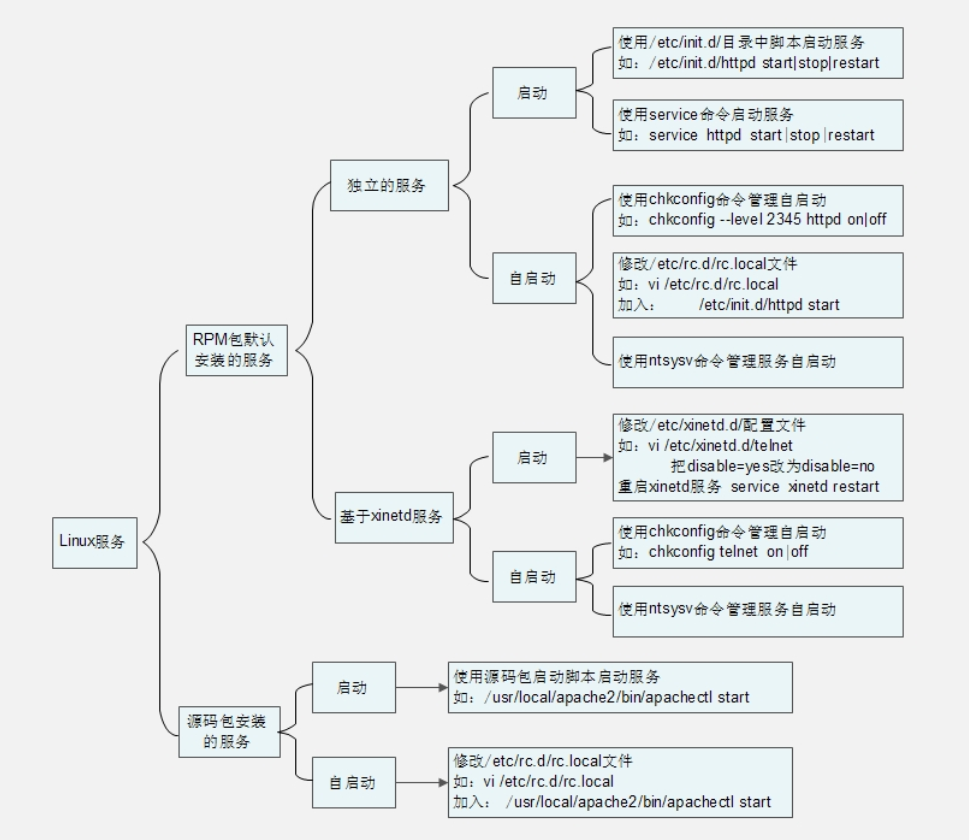 Linux服务
RPM包默认
安装的服务
独立的服务
启动
使用/etc/init.d/目录中脚本启动服务
如：/etc/init.d/httpd start|stop|restart
使用service命令启动服务
如：service httpd start|stop|restart
自启动
使用chkconfig命令管理自启动
如：chkconfig --level 2345 httpd on|off
修改/etc/rc.d/rc.local文件
如：vi /etc/rc.d/rc.local
加入： /etc/init.d/httpd start
使用ntsysv命令管理服务自启动
基于xinetd服务
启动
修改/etc/xinetd.d/配置文件
如：vi /etc/xinetd.d/telnet
把disable=yes改为disable=no
重启xinetd服务 service xinetd restart
自启动
使用chkconfig命令管理自启动
如：chkconfig telnet on|off
使用ntsysv命令管理服务自启动
源码包安装
的服务
启动
使用源码包启动脚本启动服务
如：/usr/local/apache2/bin/apachectl start
自启动
修改/etc/rc.d/rc.local文件
如：vi /etc/rc.d/rc.local
加入： /usr/local/apache2/bin/apachectl start